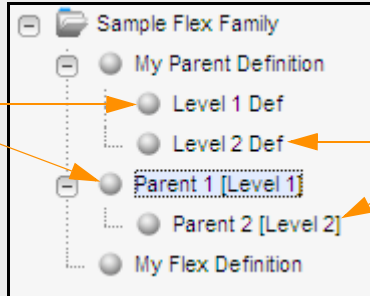 Sample Flex Family
My Parent Definition
Level 1 Def
Level 2 Def
Parent 1 [Level 1]
Parent 2 [Level 2]
My Flex Definition